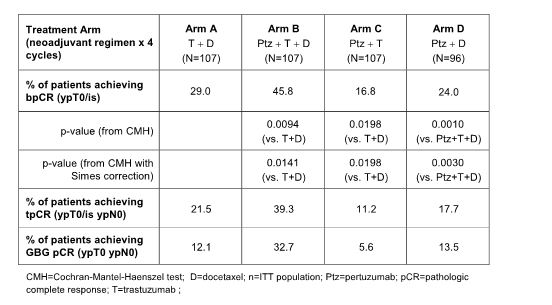 Treatment Arm (neoadjuvant regimen x 4 cycles) Arm A T + D (N=107) Arm B Ptz + T + D (N=107) Arm C Ptz + T (N=107) Arm D Ptz + D (N=96)
% of patients achieving bpCR (ypT0/is) 29.0 45.8 16.8 24.0
p-value (from CMH) 0.0094 (vs. T+D) 0.0198 (vs. T+D) 0.0010 (vs. Ptz+T+D)
p-value (from CMH with Simes correction) 0.0141 (vs. T+D) 0.0198 (vs. T+D) 0.0030 (vs. Ptz+T+D)
% of patients achieving tpCR (ypT0/is ypN0) 21.5 39.3 11.2 17.7
% of patients achieving GBG pCR (ypT0 ypN0) 12.1 32.7 5.6 13.5
CMH=Cochran-Mantel-Haenszel test; D=docetaxel; n=ITT population; Ptz=pertuzumab; pCR=pathologic
complete response; T=trastuzumab ;